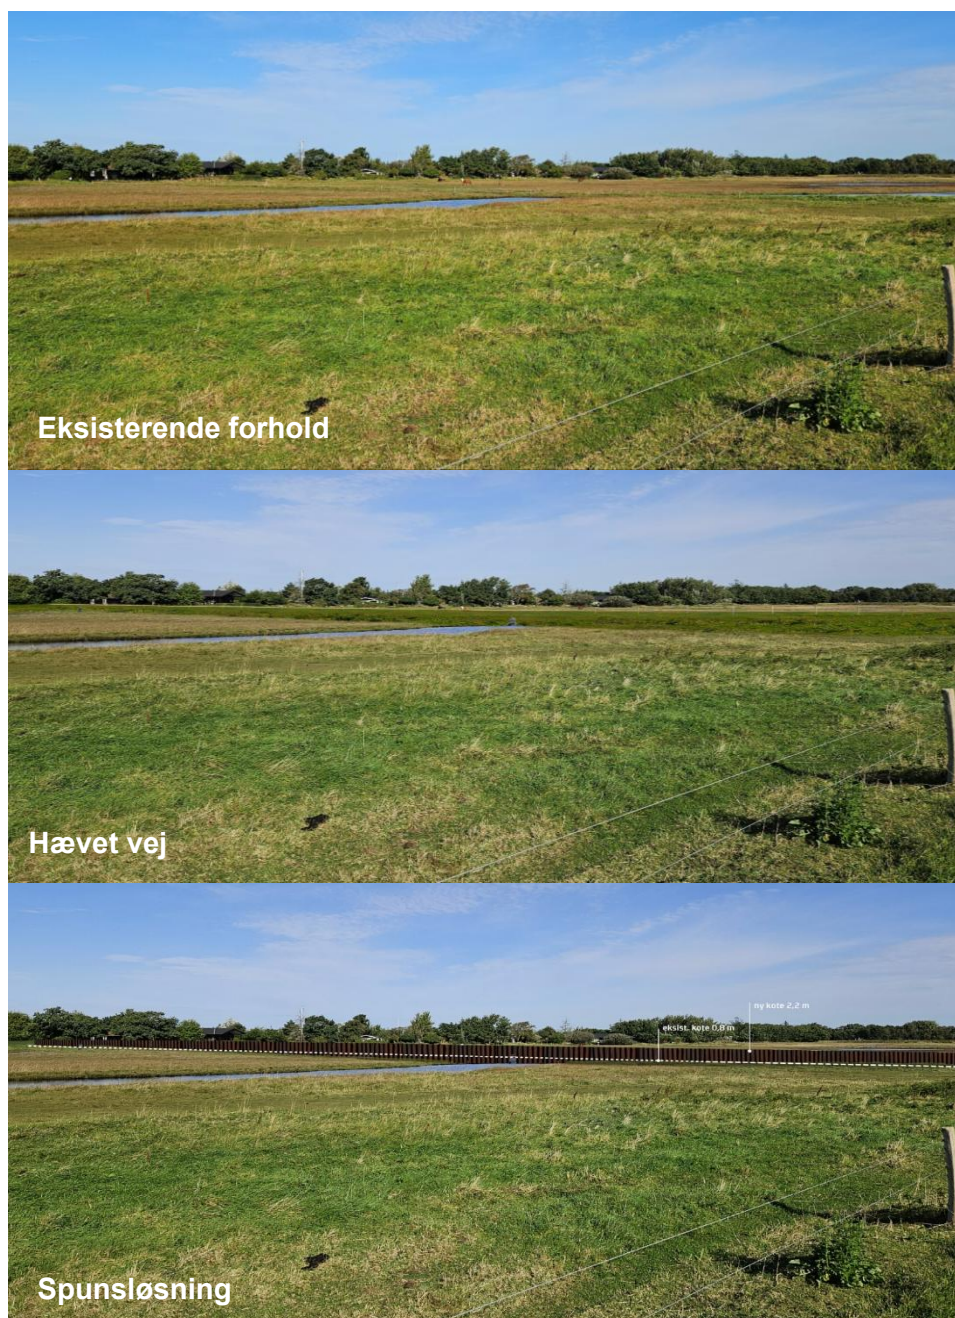 Eksisterende forhold
Hævet vej
ny kote 2,2 m
eksist. kote 0,8 m
Spunsløsning